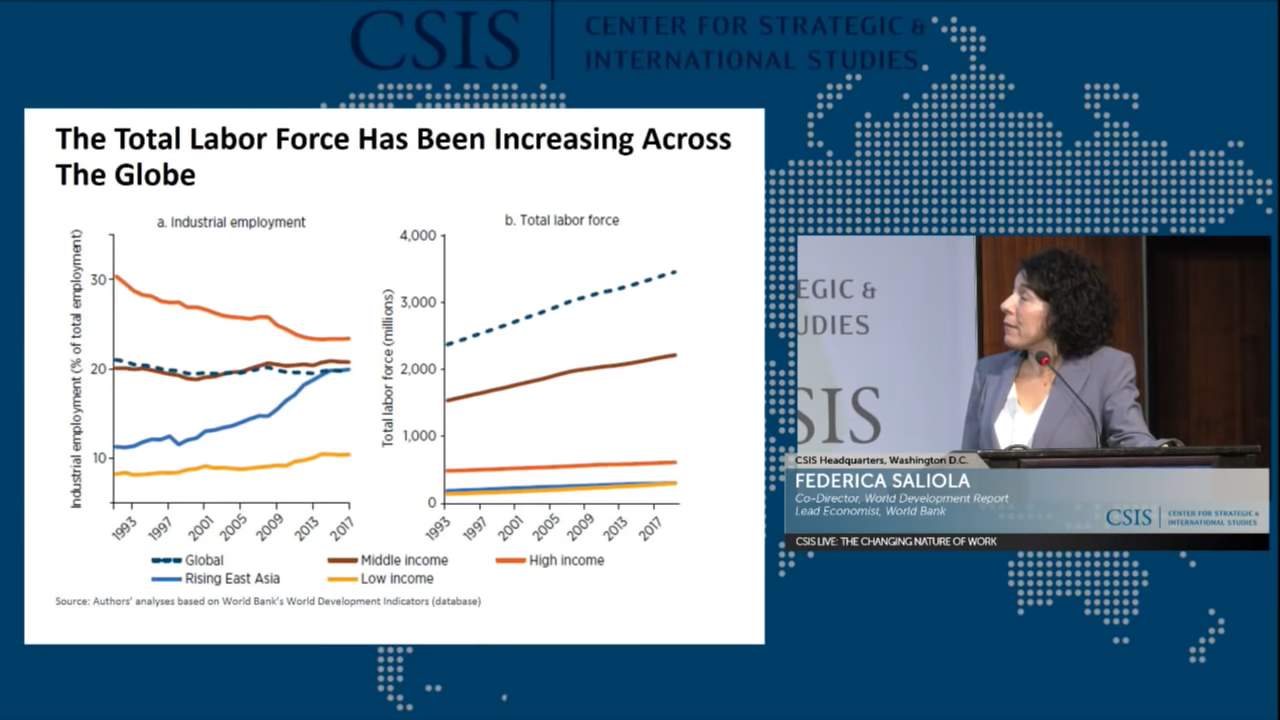 CSIS
CENTER FOR STRATEGIC &
INTERNATIONAL STUDIES
The Total Labor Force Has Been Increasing Across
The Globe
a. Industrial employment
Industrial employment (% of total employment)
30
20
10
1993
1997
2001
2005
2009
2013
2017
b. Total labor force
Total labor force (millions)
4,000
3,000
2,000
1,000
0
1993
1997
2001
2005
2009
2013
2017
Global
Middle income
High income
Rising East Asia
Low income
Source: Authors' analyses based on World Bank's World Development Indicators (database)
EGIC &
UDIES
SIS
CSIS Headquarters, Washington D.C.
FEDERICA SALIOLA
Co-Director, World Development Report
Lead Economist, World Bank
CSIS
CENTER FOR STRATEGIC &
INTERNATIONAL STUDIES
CSIS LIVE: THE CHANGING NATURE OF WORK